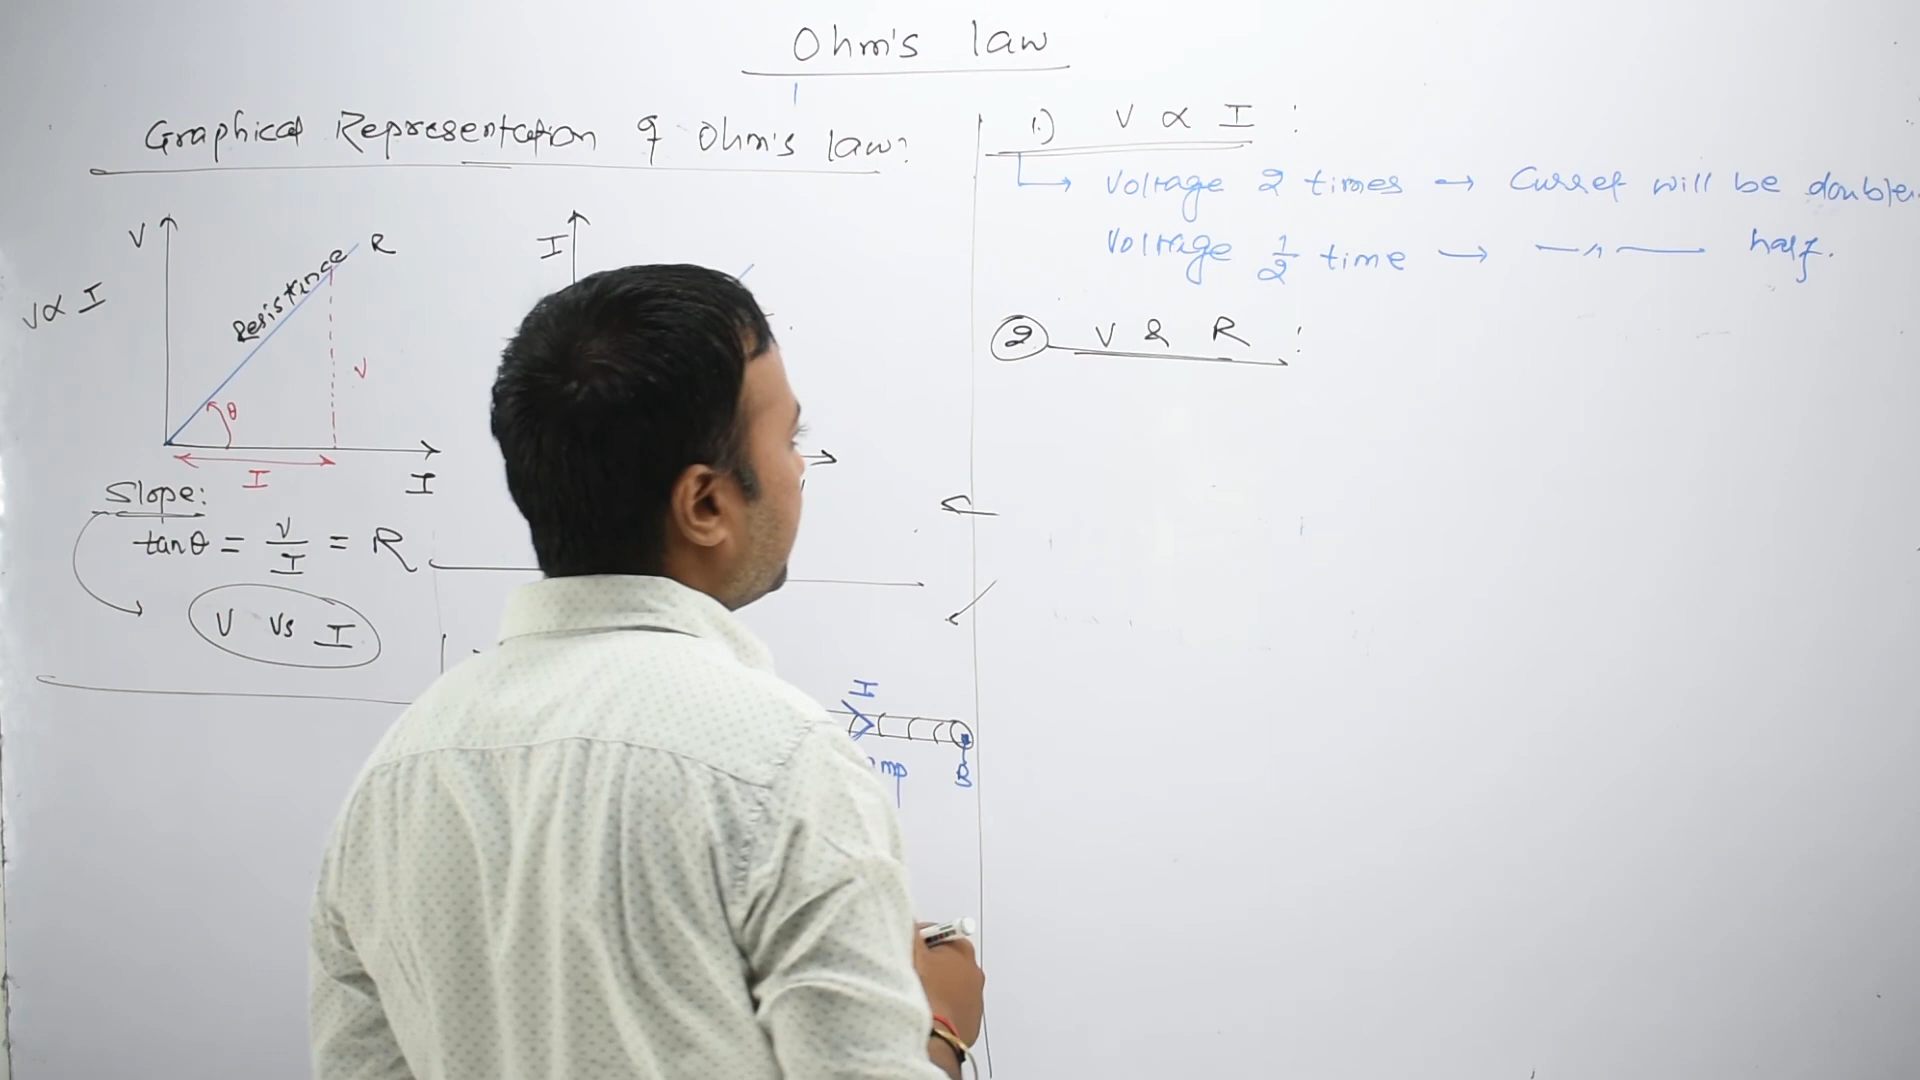 Ohm's law
Graphical Representation of Ohm's law:
V
R
Resistance
V ∝ I
V
θ
I
I
Slope:
tanθ = V/I = R
V vs I
I
I
B
1.) V ∝ I :
Voltage 2 times → Current will be double.
Voltage 1/2 time → —〃— half.
2 V & R :